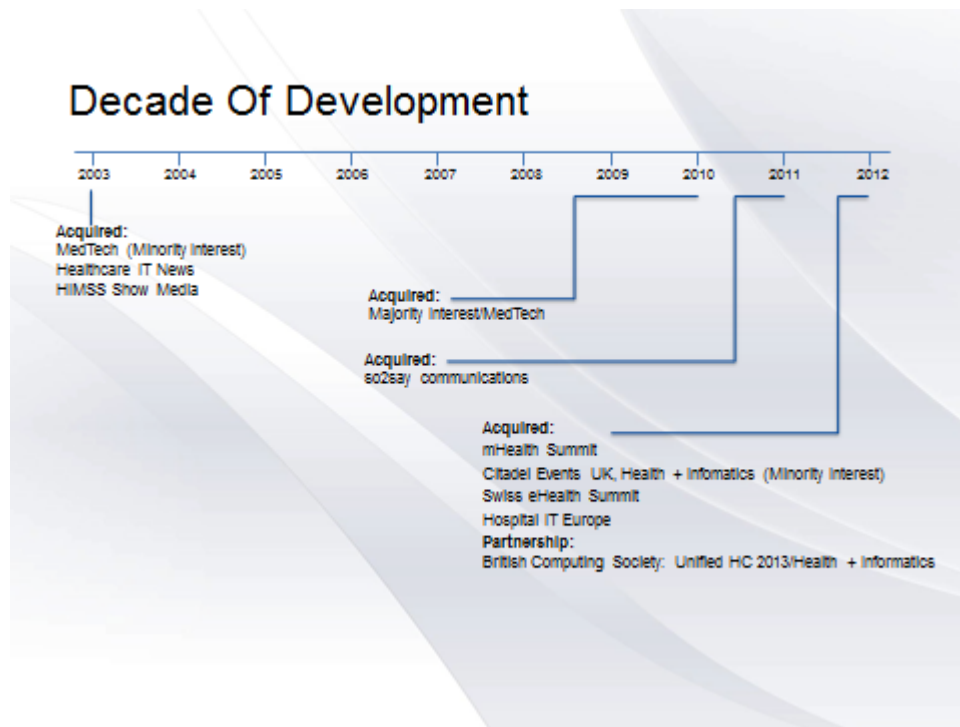 Decade Of Development
2003 2004 2005 2006 2007 2008 2009 2010 2011 2012
Acquired:
MedTech (Minority Interest)
Healthcare IT News
HIMSS Show Media
Acquired:
Majority Interest/MedTech
Acquired:
so2say communications
Acquired:
mHealth Summit
Citadel Events UK, Health + Infomatics (Minority Interest)
Swiss eHealth Summit
Hospital IT Europe
Partnership:
British Computing Society: Unified HC 2013/Health + Informatics